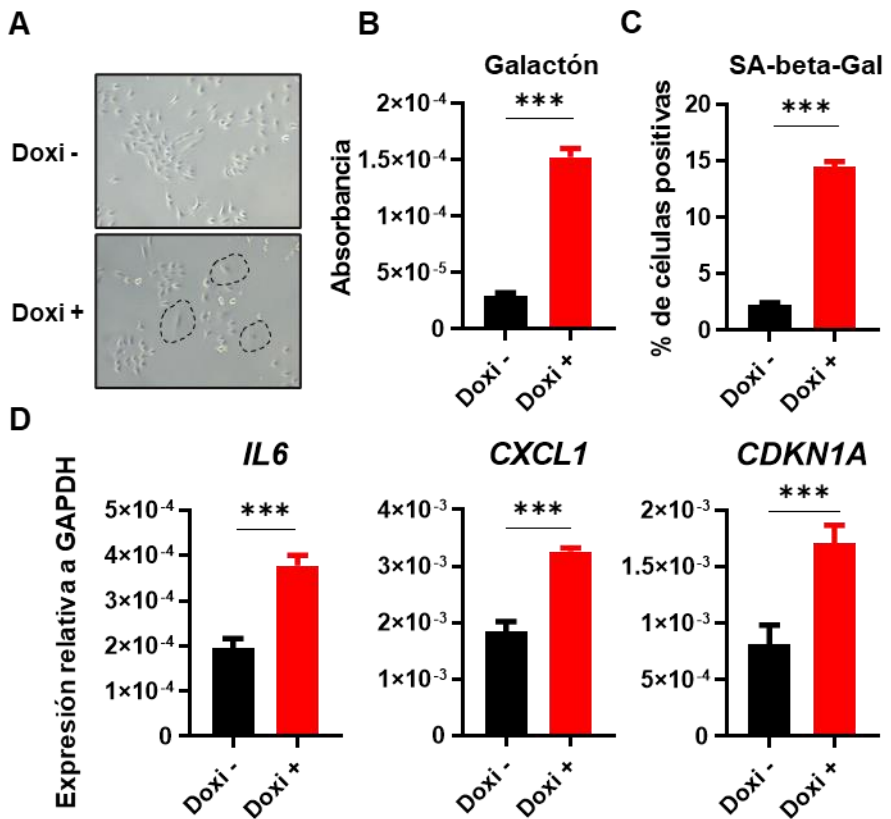 A
Doxi -
Doxi +
B
Galactón
***
Absorbancia
2×10⁻⁴
1.5×10⁻⁴
1×10⁻⁴
5×10⁻⁵
0
Doxi -
Doxi +
C
SA-beta-Gal
***
% de células positivas
20
15
10
5
0
Doxi -
Doxi +
D
Expresión relativa a GAPDH
IL6
***
5×10⁻⁴
4×10⁻⁴
3×10⁻⁴
2×10⁻⁴
1×10⁻⁴
0
Doxi -
Doxi +
CXCL1
***
4×10⁻³
3×10⁻³
2×10⁻³
1×10⁻³
0
Doxi -
Doxi +
CDKN1A
***
2×10⁻³
1.5×10⁻³
1×10⁻³
5×10⁻⁴
0
Doxi -
Doxi +